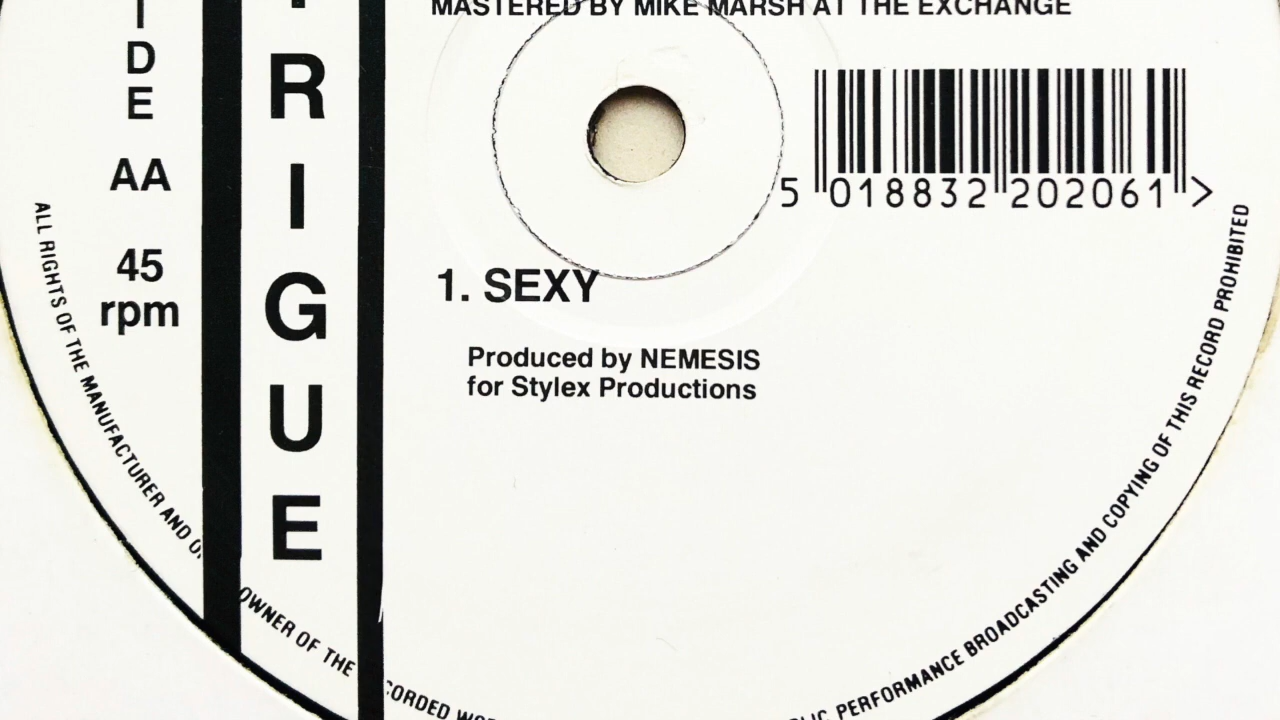 MASTERED BY MIKE MARSH AT THE EXCHANGE
I
D
E
AA
45
rpm
R
I
G
U
E
5 018832 202061 >
1. SEXY
Produced by NEMESIS
for Stylex Productions
ALL RIGHTS OF THE MANUFACTURER AND OF
OWNER OF THE
PERFORMANCE BROADCASTING AND COPYING OF THIS RECORD PROHIBITED